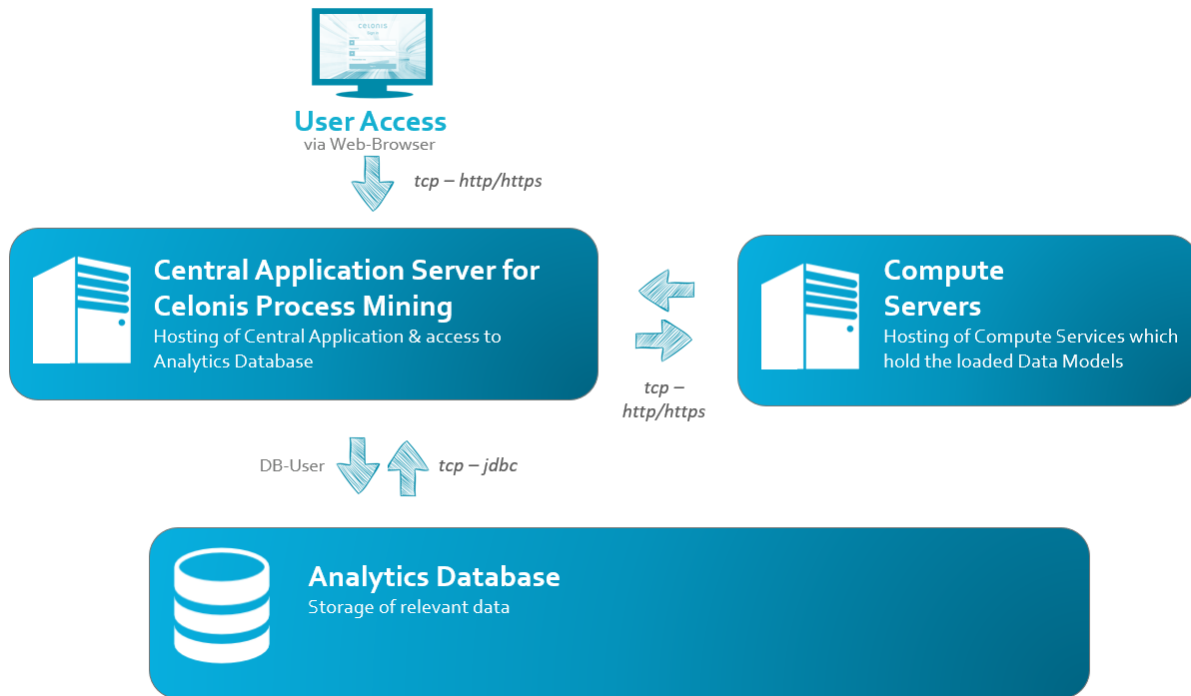 celonis
User Access
via Web-Browser
tcp – http/https
Central Application Server for
Celonis Process Mining
Hosting of Central Application & access to
Analytics Database
Compute
Servers
Hosting of Compute Services which
hold the loaded Data Models
tcp –
http/https
DB-User
tcp – jdbc
Analytics Database
Storage of relevant data